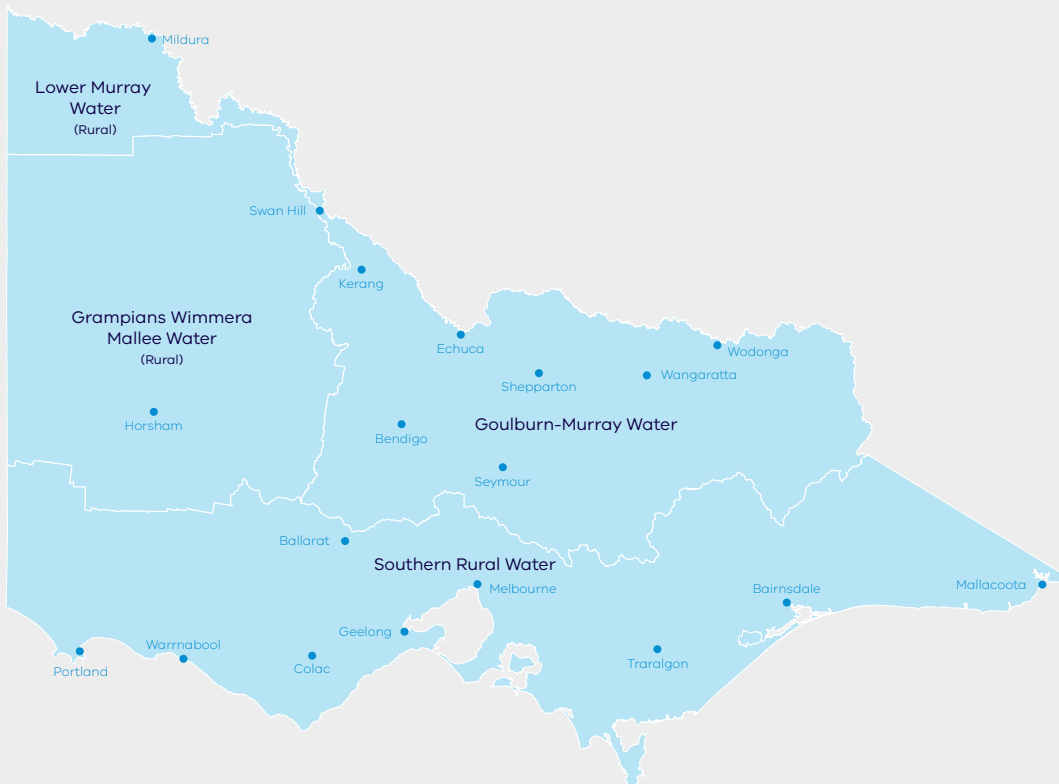 Mildura
Lower Murray
Water
(Rural)
Swan Hill
Kerang
Grampians Wimmera
Mallee Water
(Rural)
Echuca
Wodonga
Wangaratta
Shepparton
Horsham
Goulburn-Murray Water
Bendigo
Seymour
Ballarat
Southern Rural Water
Melbourne
Mallacoota
Bairnsdale
Geelong
Warrnabool
Portland
Colac
Traralgon